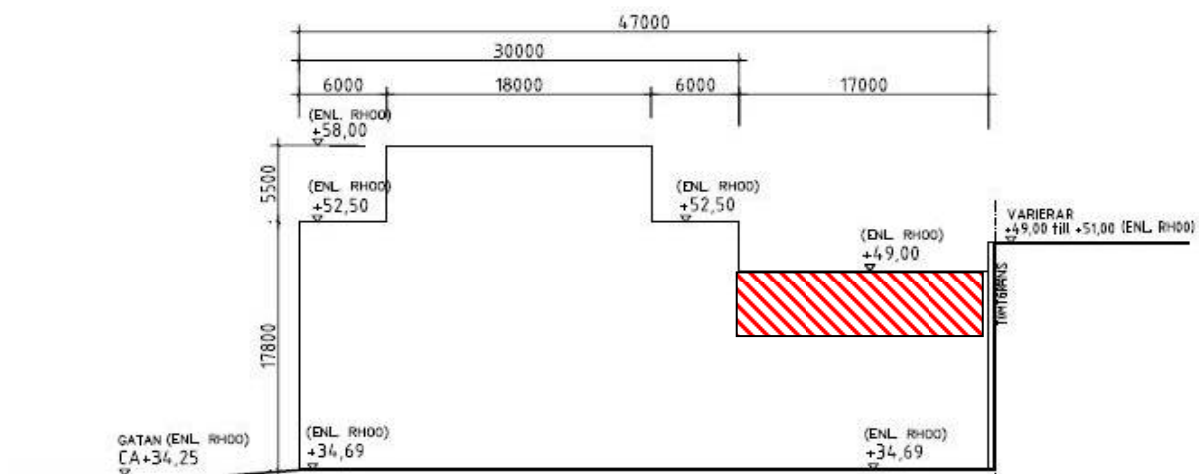 47000
30000
6000
18000
6000
17000
(ENL. RH00)
+58,00
5500
(ENL. RH00)
+52,50
(ENL. RH00)
+52,50
(ENL. RH00)
+49,00
VARIERAR
+49,00 till +51,00 (ENL. RH00)
TOMTGRÄNS
17800
GATAN (ENL. RH00)
CA+34,25
(ENL. RH00)
+34,69
(ENL. RH00)
+34,69